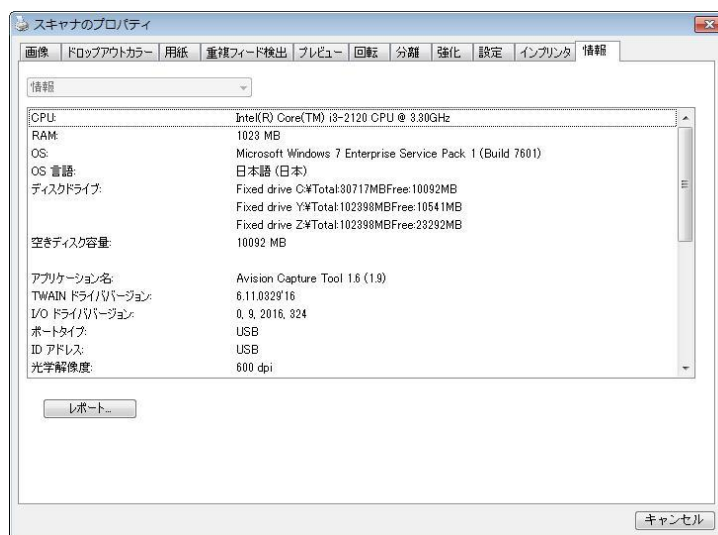 スキャナのプロパティ
画像 ドロップアウトカラー 用紙 重複フィード検出 プレビュー 回転 分離 強化 設定 インプリンタ 情報
情報
CPU: Intel(R) Core(TM) i3-2120 CPU @ 3.30GHz
RAM: 1023 MB
OS: Microsoft Windows 7 Enterprise Service Pack 1 (Build 7601)
OS 言語: 日本語 (日本)
ディスクドライブ: Fixed drive C:¥Total:30717MBFree:10092MB
Fixed drive Y:¥Total:102398MBFree:10541MB
Fixed drive Z:¥Total:102398MBFree:23292MB
空きディスク容量: 10092 MB
アプリケーション名: Avision Capture Tool 1.6 (1.9)
TWAIN ドライババージョン: 6.11.0329'16
I/O ドライババージョン: 0, 9, 2016, 324
ポートタイプ: USB
ID アドレス: USB
光学解像度: 600 dpi
レポート...
キャンセル